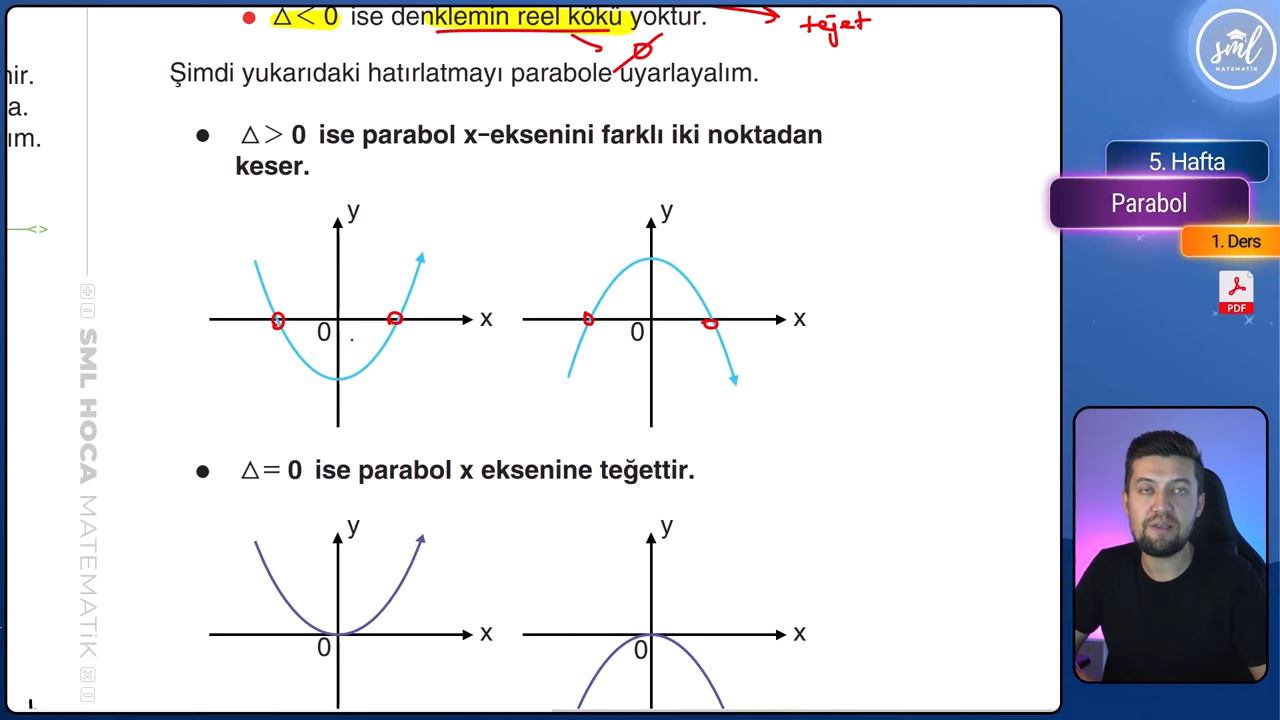 △< 0 ise denklemin reel kökü yoktur.
teğet
Şimdi yukarıdaki hatırlatmayı parabole uyarlayalım.
a.
ım.
● △> 0 ise parabol x-eksenini farklı iki noktadan
keser.
y
x
0
y
x
0
● △= 0 ise parabol x eksenine teğettir.
y
x
0
y
x
0
SML HOCA MATEMATİK
sml
MATEMATİK
5. Hafta
Parabol
1. Ders
PDF